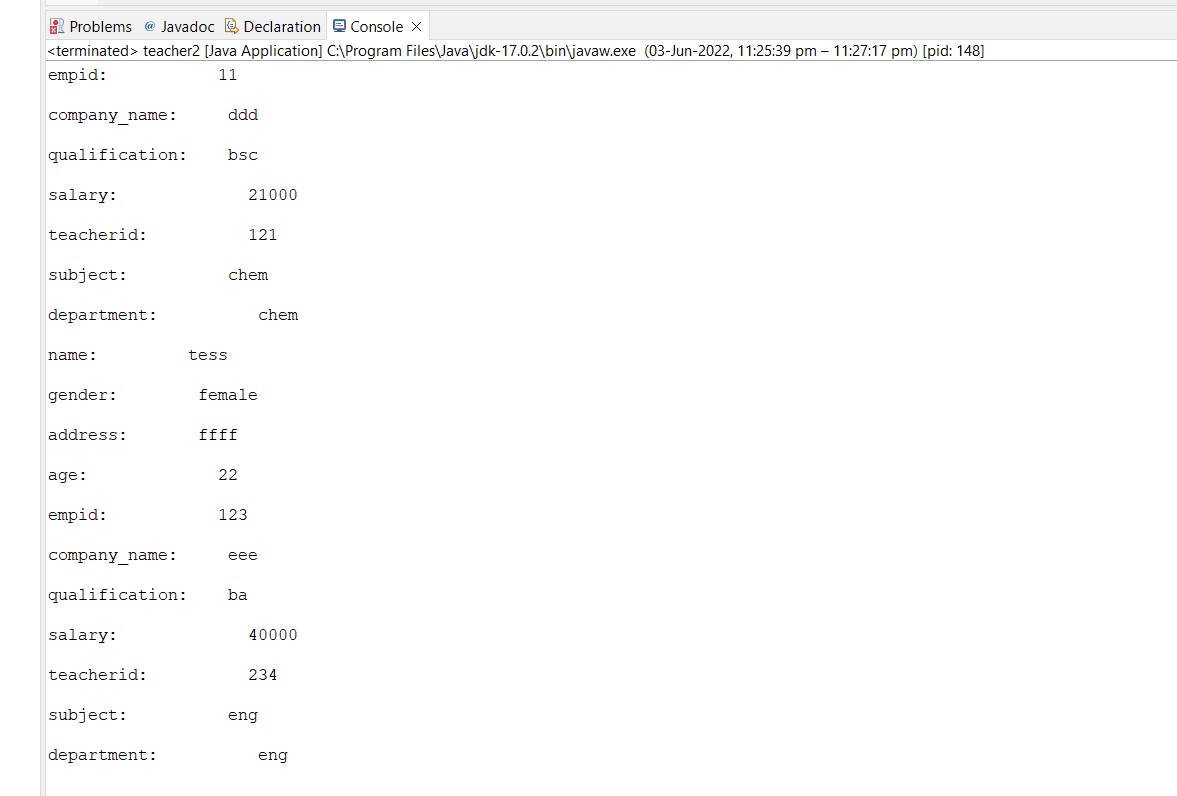 Problems @ Javadoc Declaration Console
<terminated> teacher2 [Java Application] C:\Program Files\Java\jdk-17.0.2\bin\javaw.exe (03-Jun-2022, 11:25:39 pm – 11:27:17 pm) [pid: 148]
empid: 11
company_name: ddd
qualification: bsc
salary: 21000
teacherid: 121
subject: chem
department: chem
name: tess
gender: female
address: ffff
age: 22
empid: 123
company_name: eee
qualification: ba
salary: 40000
teacherid: 234
subject: eng
department: eng